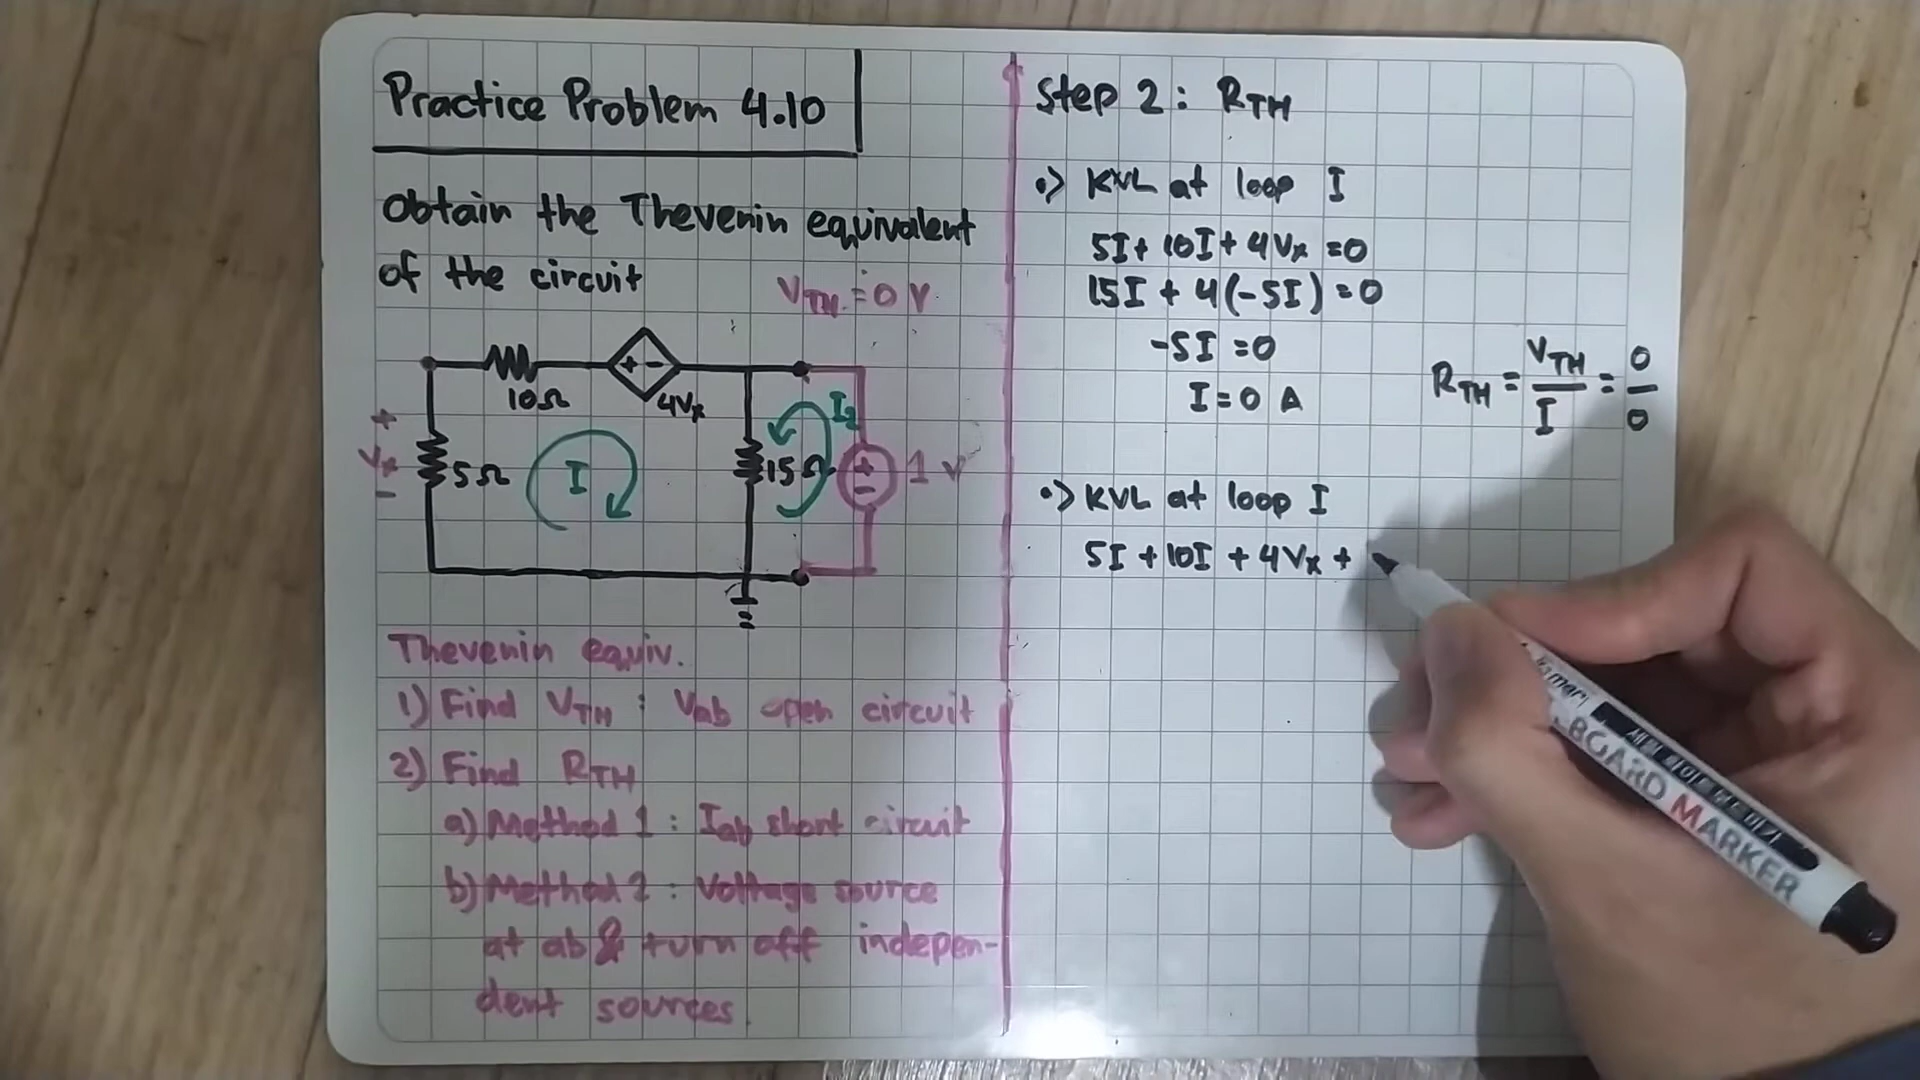 Practice Problem 4.10
Obtain the Thevenin equivalent
of the circuit
VTH = 0 V
10Ω
+ -
4Vx
+
Vx
-
5Ω
I
15Ω
I2
+
-
1 V
Thevenin equiv.
1) Find VTH : Vab open circuit
2) Find RTH
a) Method 1 : Iab short circuit
b) Method 2 : Voltage source
at ab & turn off indepen-
dent sources.
Step 2 : RTH
•> KVL at loop I
5I + 10I + 4Vx = 0
15I + 4(-5I) = 0
-5I = 0
I = 0 A
RTH = VTH / I = 0 / 0
•> KVL at loop I
5I + 10I + 4Vx +
BOARD MARKER